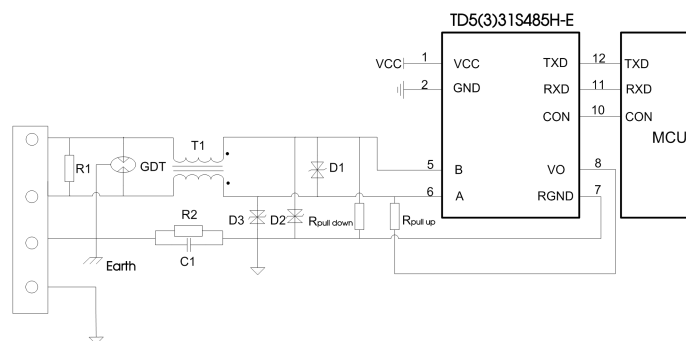 TD5(3)31S485H-E
VCC 1 VCC TXD 12 TXD
2 GND RXD 11 RXD
CON 10 CON
MCU
T1
R1 GDT D1 5 B VO 8
6 A RGND 7
R2 D3 D2 Rpull down Rpull up
C1
Earth